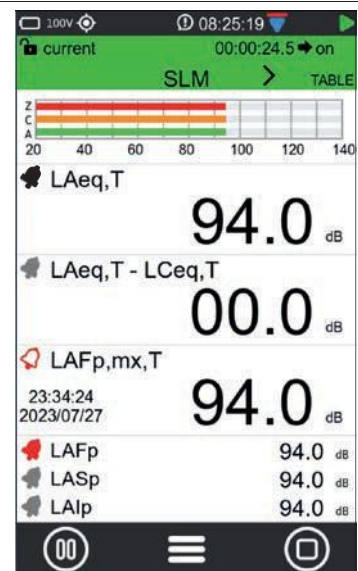 100V 08:25:19
current 00:00:24.5 ➔ on
SLM > TABLE
Z
C
A
20 40 60 80 100 120 140
LAeq,T
94.0 dB
LAeq,T - LCeq,T
00.0 dB
LAFp,mx,T
23:34:24
2023/07/27
94.0 dB
LAFp 94.0 dB
LASp 94.0 dB
LAIp 94.0 dB